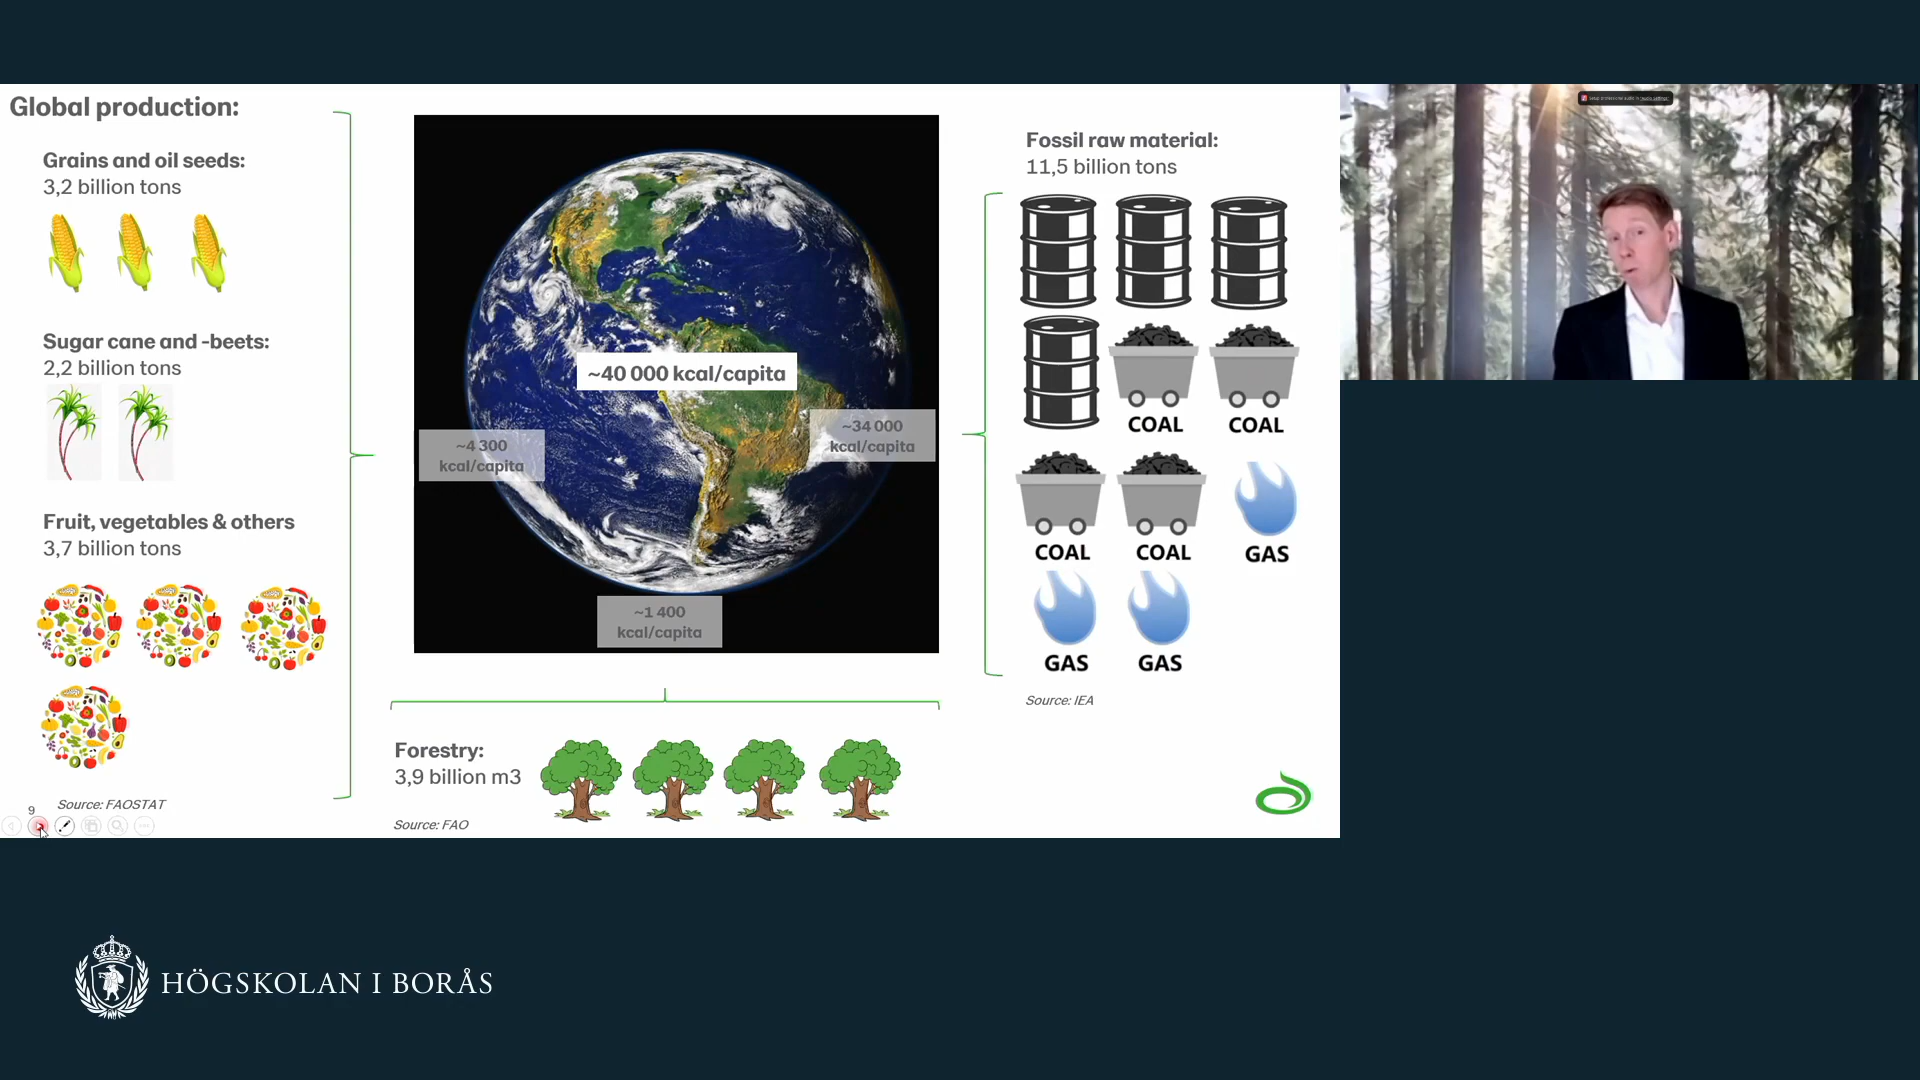 Global production:
Grains and oil seeds:
3,2 billion tons
Sugar cane and -beets:
2,2 billion tons
Fruit, vegetables & others
3,7 billion tons
Source: FAOSTAT
9
~40 000 kcal/capita
~4 300
kcal/capita
~34 000
kcal/capita
~1 400
kcal/capita
Forestry:
3,9 billion m3
Source: FAO
Fossil raw material:
11,5 billion tons
COAL
COAL
COAL
COAL
GAS
GAS
GAS
Source: IEA
HÖGSKOLAN I BORÅS